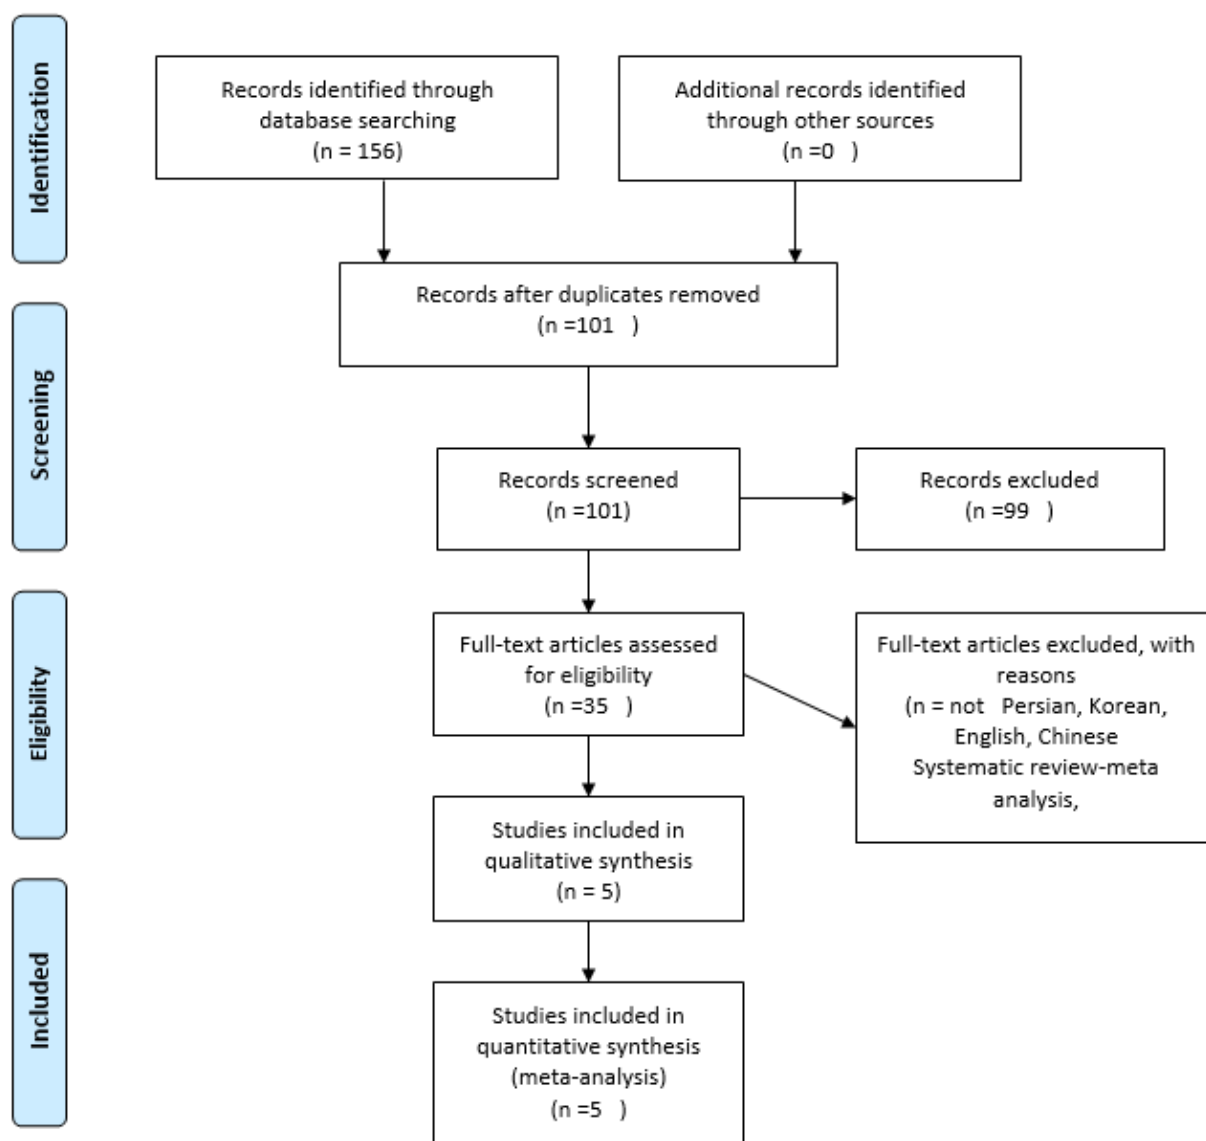 Identification
Records identified through
database searching
(n = 156)
Additional records identified
through other sources
(n =0   )
Records after duplicates removed
(n =101   )
Screening
Records screened
(n =101)
Records excluded
(n =99   )
Eligibility
Full-text articles assessed
for eligibility
(n =35   )
Full-text articles excluded, with
reasons
(n = not   Persian, Korean,
English, Chinese
Systematic review-meta
analysis,
Studies included in
qualitative synthesis
(n = 5)
Included
Studies included in
quantitative synthesis
(meta-analysis)
(n =5   )